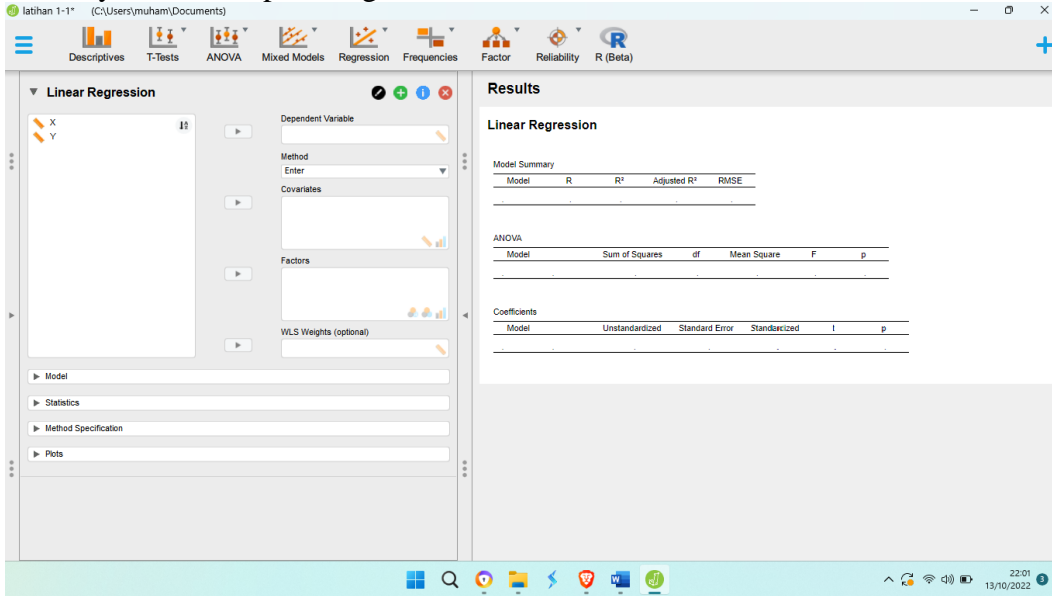 latihan 1-1* (C:\Users\muham\Documents)
Descriptives T-Tests ANOVA Mixed Models Regression Frequencies Factor Reliability R (Beta)
Linear Regression
X
Y
Dependent Variable
Method
Enter
Covariates
Factors
WLS Weights (optional)
Model
Statistics
Method Specification
Plots
Results
Linear Regression
Model Summary
Model R R² Adjusted R² RMSE
ANOVA
Model Sum of Squares df Mean Square F p
Coefficients
Model Unstandardized Standard Error Standardized t p
22:01
13/10/2022
3